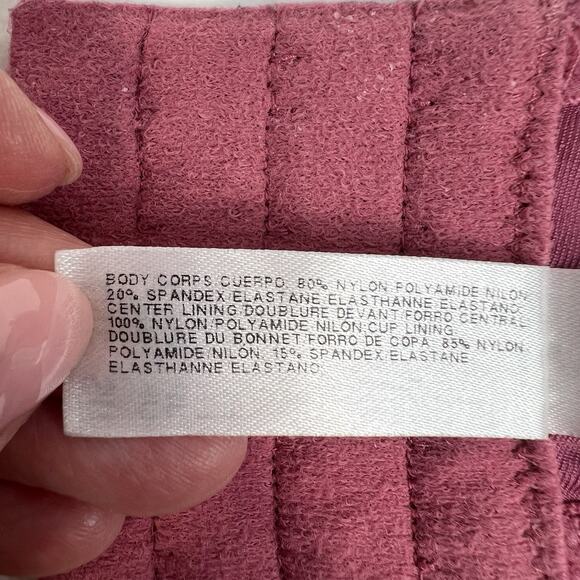 BODY CORPS CUERPO 80% NYLON POLYAMIDE NILON
20% SPANDEX/ELASTANE ELASTHANNE ELASTANO
CENTER LINING/DOUBLURE DEVANT FORRO CENTRAL
100% NYLON/POLYAMIDE NILON CUP LINING
DOUBLURE DU BONNET/FORRO DE COPA 85% NYLON
POLYAMIDE/NILON 15% SPANDEX/ELASTANE
ELASTHANNE/ELASTANO